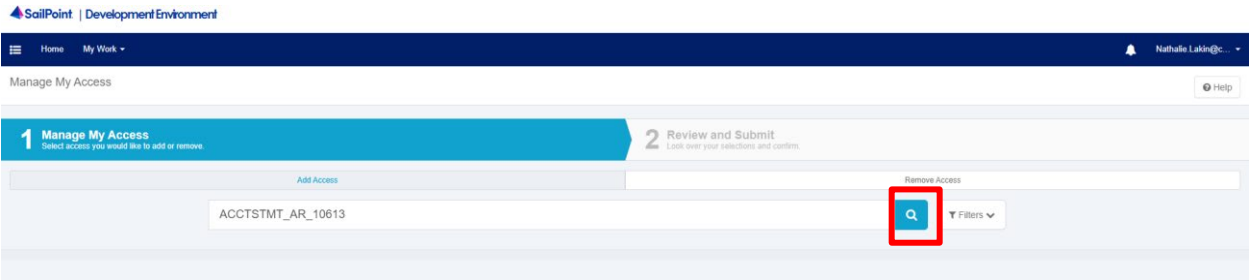 SailPoint | Development Environment
Home My Work Nathalie.Lakin@c...
Manage My Access Help
1 Manage My Access 2 Review and Submit
Select access you would like to add or remove. Look over your selections and confirm.
Add Access Remove Access
ACCTSTMT_AR_10613 Filters